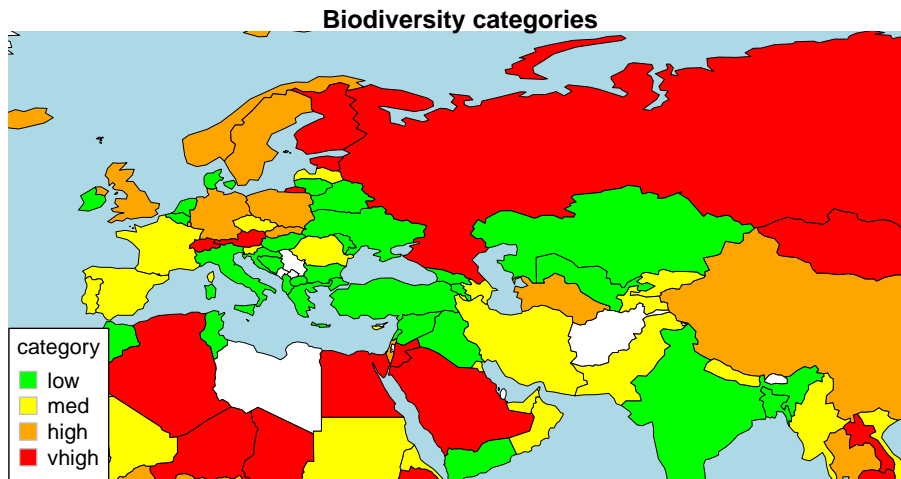 Biodiversity categories
category
low
med
high
vhigh